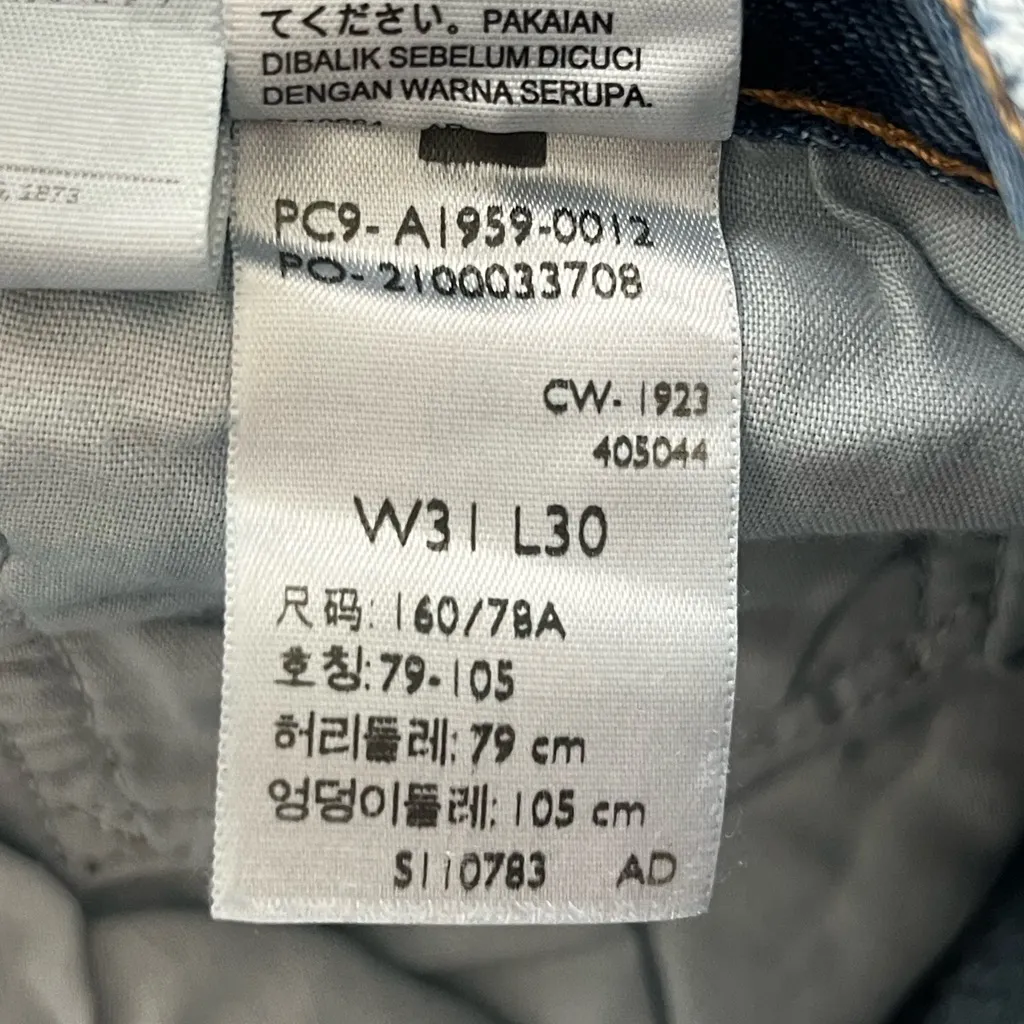 てください。PAKAIAN
DIBALIK SEBELUM DICUCI
DENGAN WARNA SERUPA.
1873
PC9- A1959-0012
PO- 2100033708
CW- 1923
405044
W31 L30
尺码: 160/78A
호칭: 79-105
허리둘레: 79 cm
엉덩이둘레: 105 cm
S110783 AD